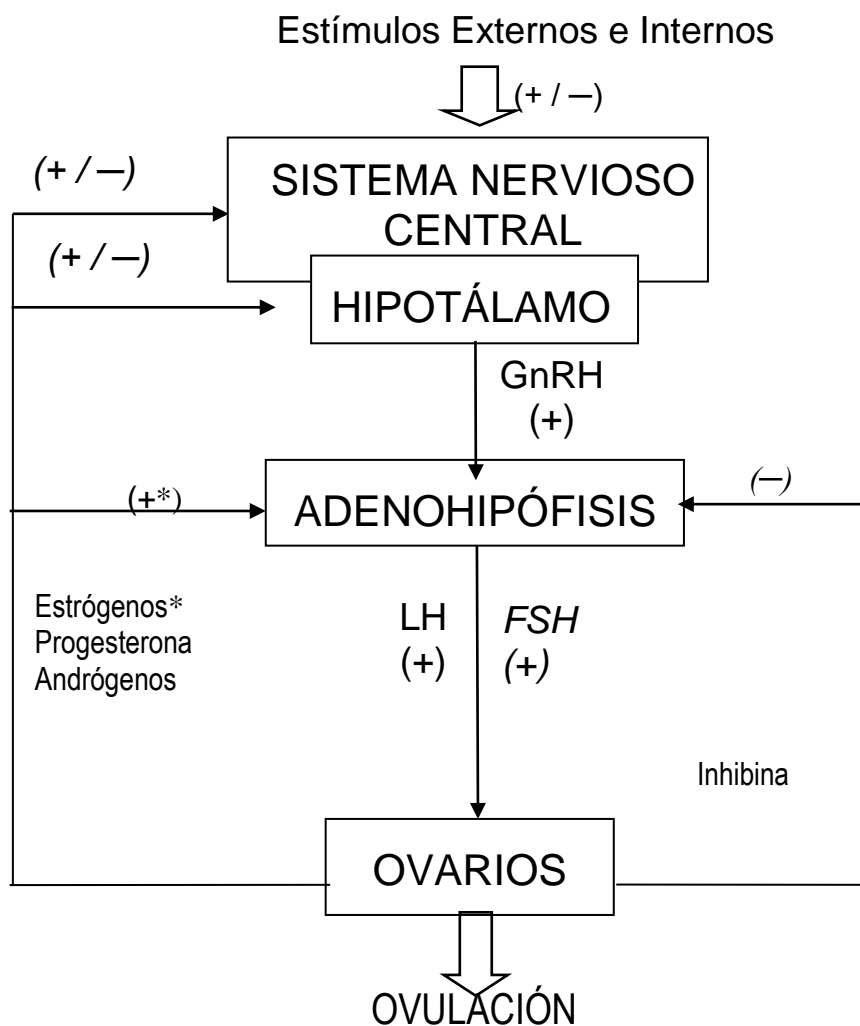 Estímulos Externos e Internos
(+ / −)
(+ / −)
SISTEMA NERVIOSO
CENTRAL
(+ / −)
HIPOTÁLAMO
GnRH
(+)
(+*)
ADENOHIPÓFISIS
(−)
Estrógenos*
Progesterona
Andrógenos
LH
(+)
FSH
(+)
Inhibina
OVARIOS
OVULACIÓN